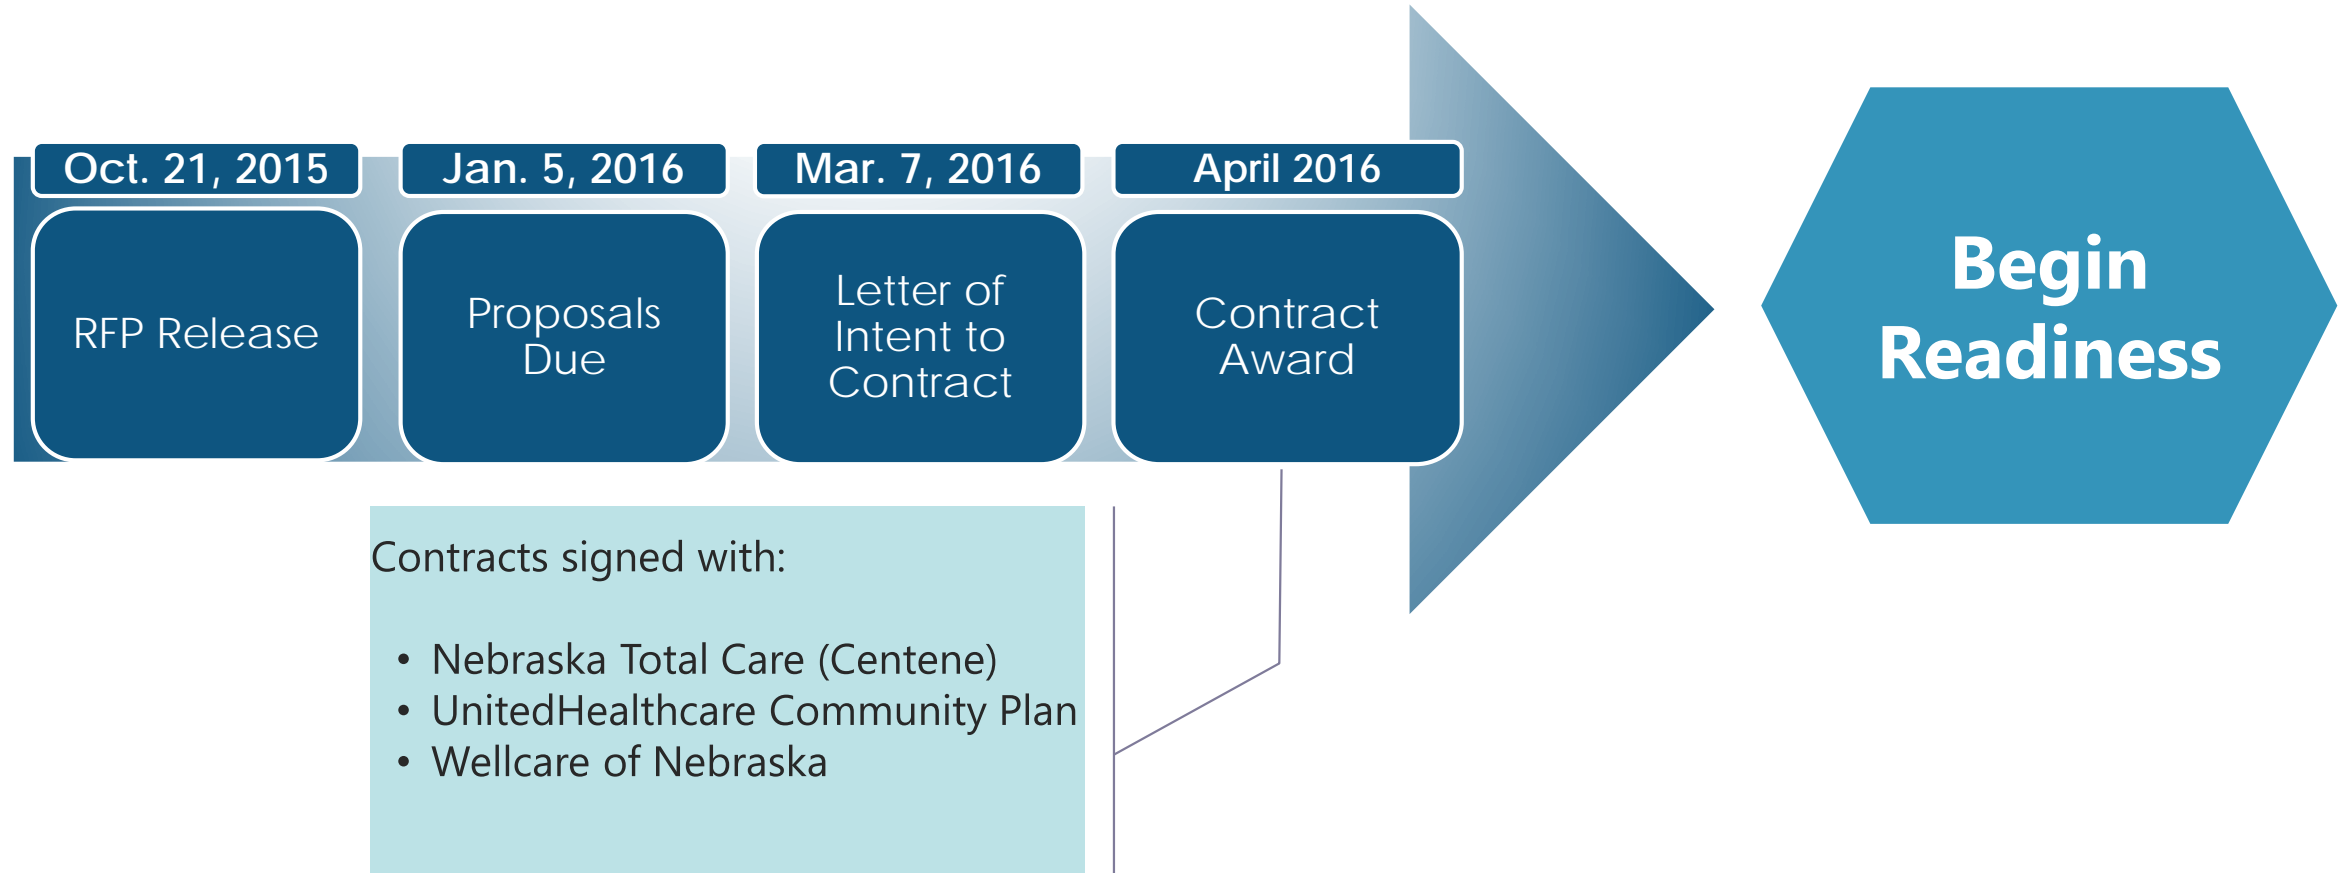 Oct. 21, 2015
RFP Release
Jan. 5, 2016
Proposals
Due
Mar. 7, 2016
Letter of
Intent to
Contract
April 2016
Contract
Award
Begin
Readiness
Contracts signed with:
• Nebraska Total Care (Centene)
• UnitedHealthcare Community Plan
• Wellcare of Nebraska